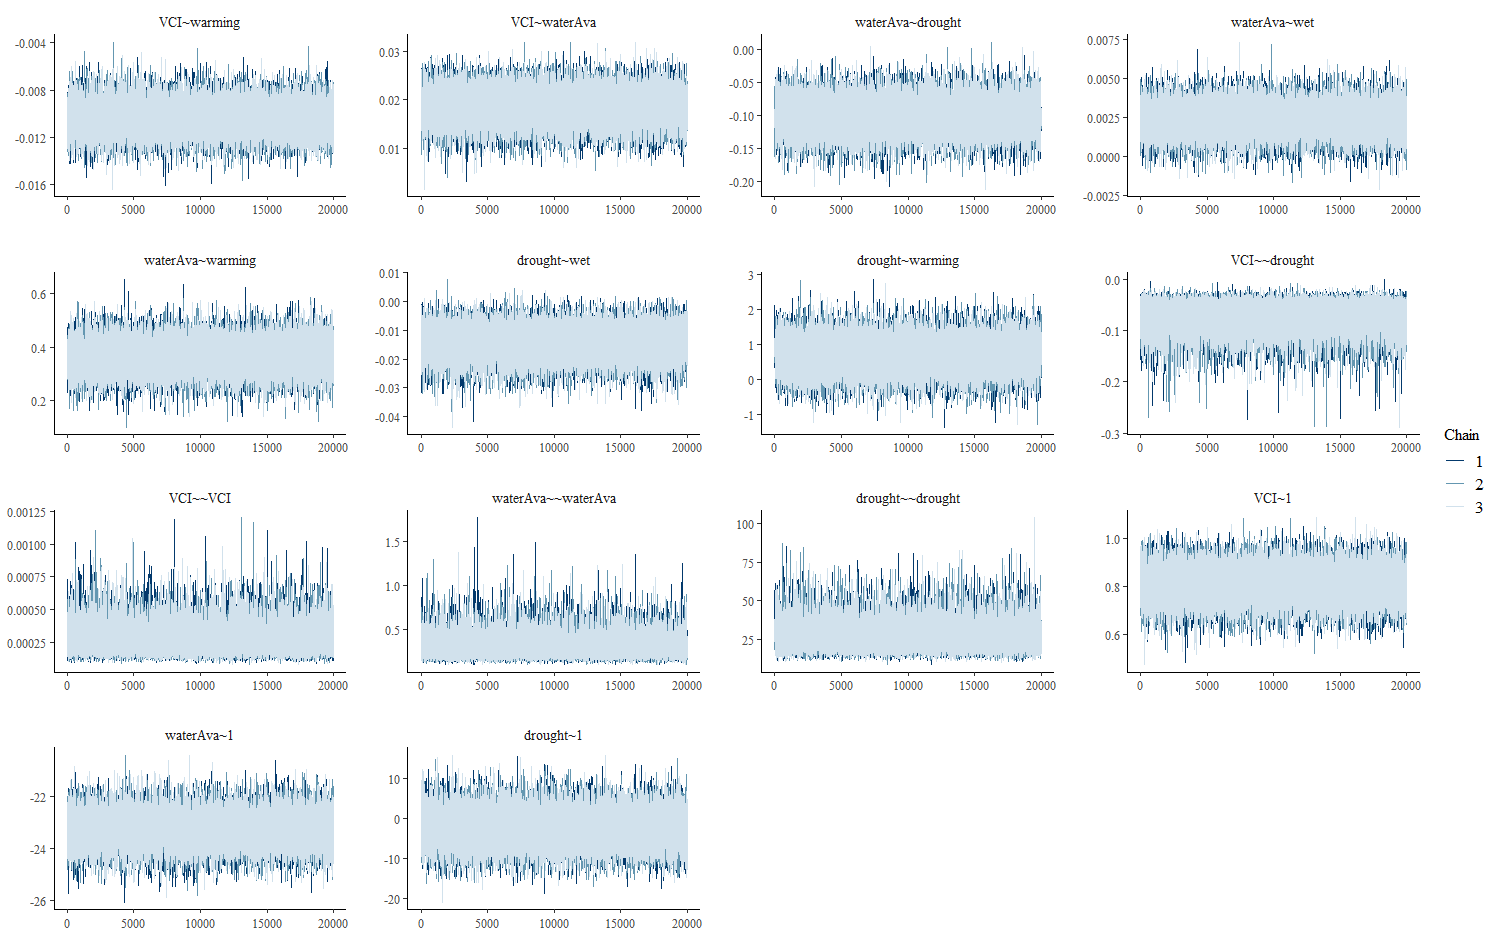 VCI~warming
-0.004
-0.008
-0.012
-0.016
0 5000 10000 15000 20000
VCI~waterAva
0.03
0.02
0.01
0 5000 10000 15000 20000
waterAva~drought
0.00
-0.05
-0.10
-0.15
-0.20
0 5000 10000 15000 20000
waterAva~wet
0.0075
0.0050
0.0025
0.0000
-0.0025
0 5000 10000 15000 20000
waterAva~warming
0.6
0.4
0.2
0 5000 10000 15000 20000
drought~wet
0.01
0.00
-0.01
-0.02
-0.03
-0.04
0 5000 10000 15000 20000
drought~warming
3
2
1
0
-1
0 5000 10000 15000 20000
VCI~~drought
0.0
-0.1
-0.2
-0.3
0 5000 10000 15000 20000
Chain
1
2
3
VCI~~VCI
0.00125
0.00100
0.00075
0.00050
0.00025
0 5000 10000 15000 20000
waterAva~~waterAva
1.5
1.0
0.5
0 5000 10000 15000 20000
drought~~drought
100
75
50
25
0 5000 10000 15000 20000
VCI~1
1.0
0.8
0.6
0 5000 10000 15000 20000
waterAva~1
-22
-24
-26
0 5000 10000 15000 20000
drought~1
10
0
-10
-20
0 5000 10000 15000 20000